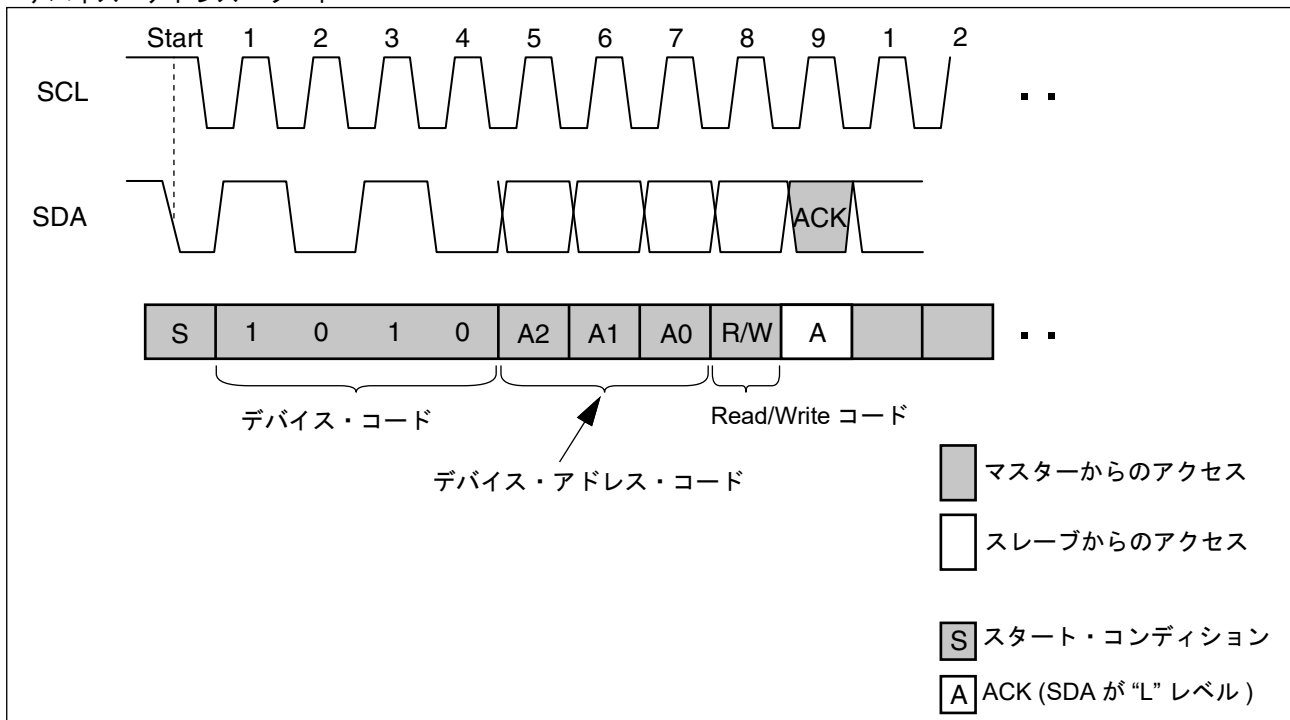 Start 1 2 3 4 5 6 7 8 9 1 2
SCL
SDA
ACK
S 1 0 1 0 A2 A1 A0 R/W A
デバイス・コード
Read/Write コード
デバイス・アドレス・コード
マスターからのアクセス
スレーブからのアクセス
S スタート・コンディション
A ACK (SDA が “L” レベル )